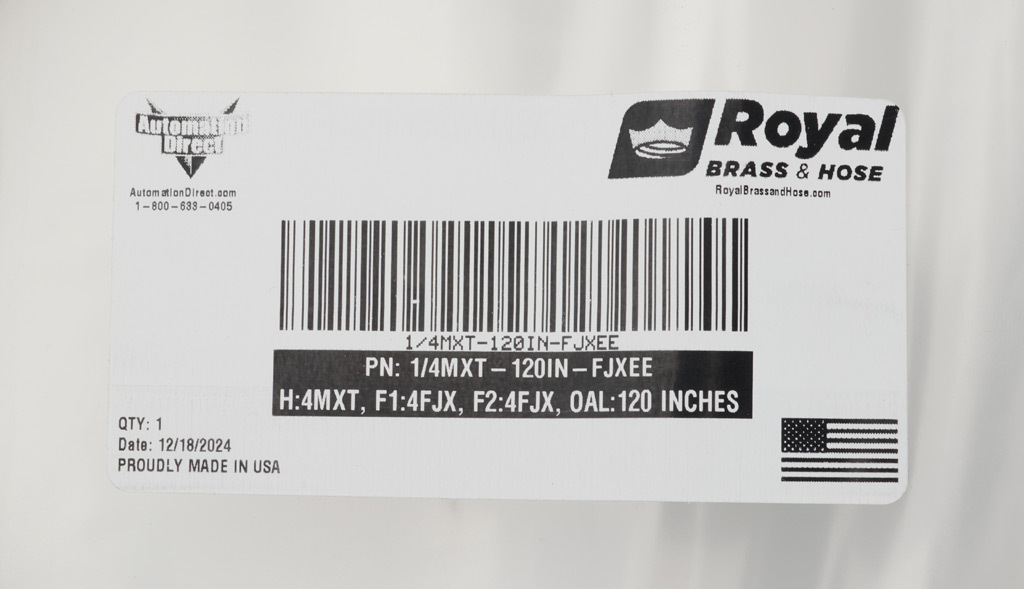 Automation
Direct
AutomationDirect.com
1-800-633-0405
Royal
BRASS & HOSE
RoyalBrassandHose.com
1/4MXT-120IN-FJXEE
PN: 1/4MXT-120IN-FJXEE
H:4MXT, F1:4FJX, F2:4FJX, OAL:120 INCHES
QTY: 1
Date: 12/18/2024
PROUDLY MADE IN USA